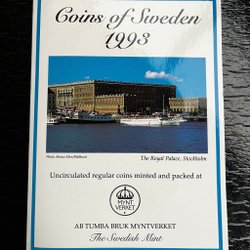 Coins of Sweden
1993
The Royal Palace, Stockholm
Uncirculated regular coins minted and packed at
MYNT
VERKET
AB TUMBA BRUK MYNTVERKET
The Swedish Mint